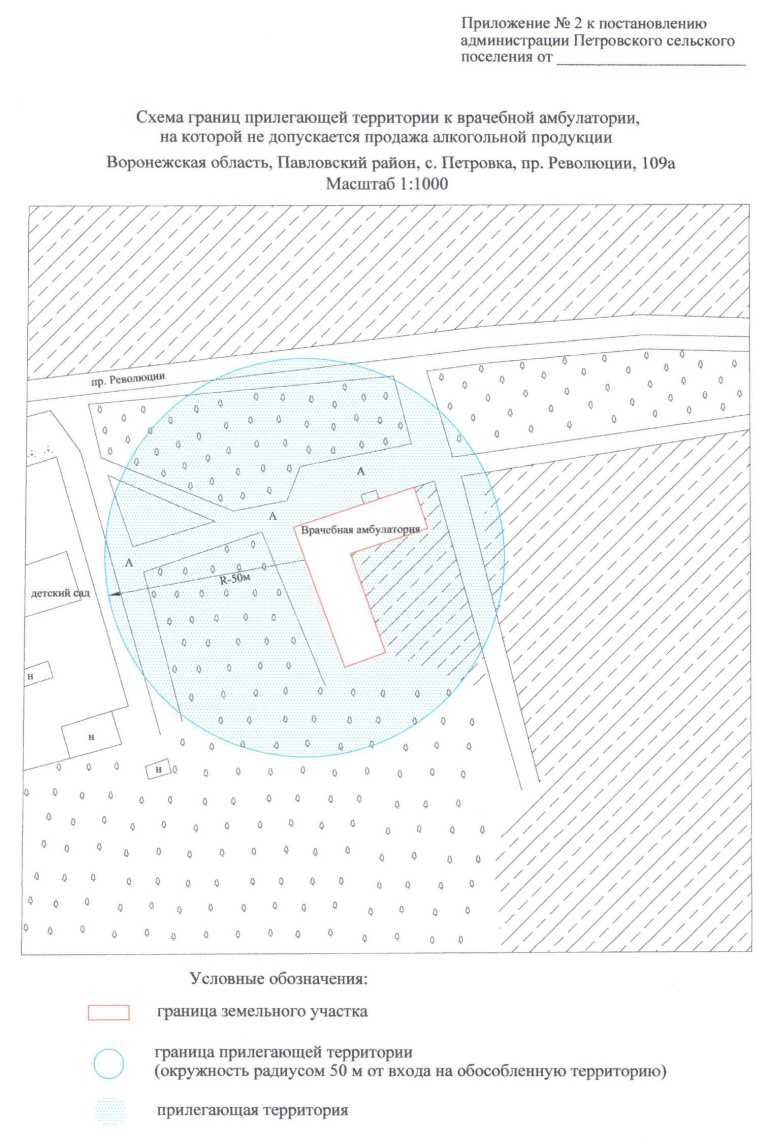 Приложение № 2 к постановлению
администрации Петровского сельского
поселения от
Схема границ прилегающей территории к врачебной амбулатории,
на которой не допускается продажа алкогольной продукции
Воронежская область, Павловский район, с. Петровка, пр. Революции, 109а
Масштаб 1:1000
пр. Революции
А
А
Врачебная амбулатория
А
R-50м
детский сад
н
н
н
Условные обозначения:
граница земельного участка
граница прилегающей территории
(окружность радиусом 50 м от входа на обособленную территорию)
прилегающая территория